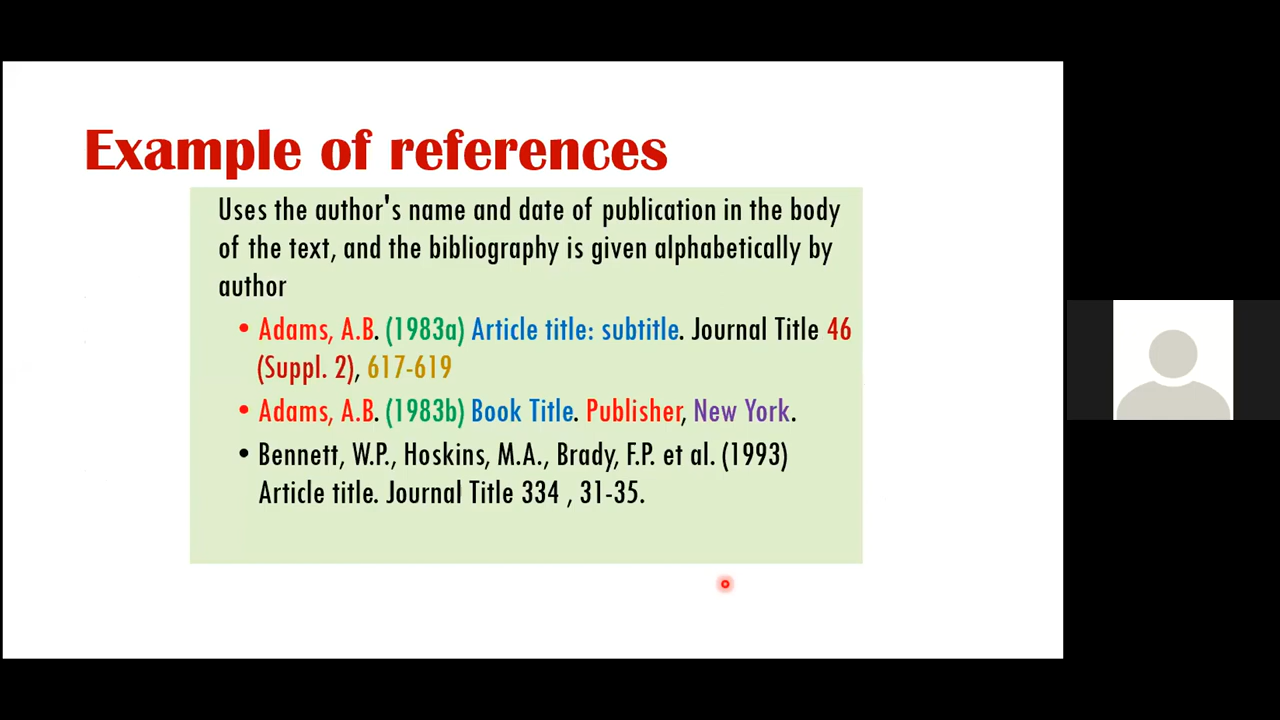 Example of references
Uses the author's name and date of publication in the body
of the text, and the bibliography is given alphabetically by
author
• Adams, A.B. (1983a) Article title: subtitle. Journal Title 46
(Suppl. 2), 617-619
• Adams, A.B. (1983b) Book Title. Publisher, New York.
• Bennett, W.P., Hoskins, M.A., Brady, F.P. et al. (1993)
Article title. Journal Title 334 , 31-35.